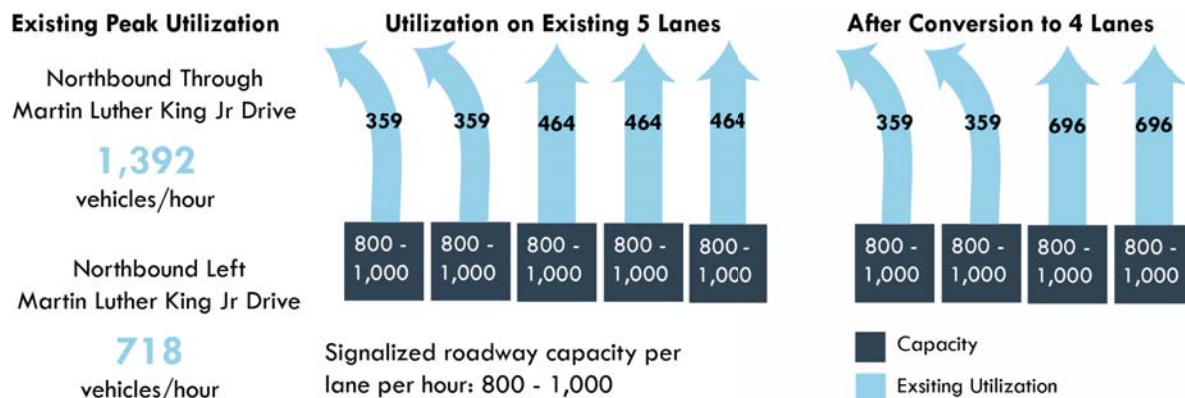 Existing Peak Utilization
Northbound Through
Martin Luther King Jr Drive
1,392
vehicles/hour
Northbound Left
Martin Luther King Jr Drive
718
vehicles/hour
Utilization on Existing 5 Lanes
359 359 464 464 464
800 - 800 - 800 - 800 - 800 -
1,000 1,000 1,000 1,000 1,000
Signalized roadway capacity per
lane per hour: 800 - 1,000
After Conversion to 4 Lanes
359 359 696 696
800 - 800 - 800 - 800 -
1,000 1,000 1,000 1,000
Capacity
Exsiting Utilization